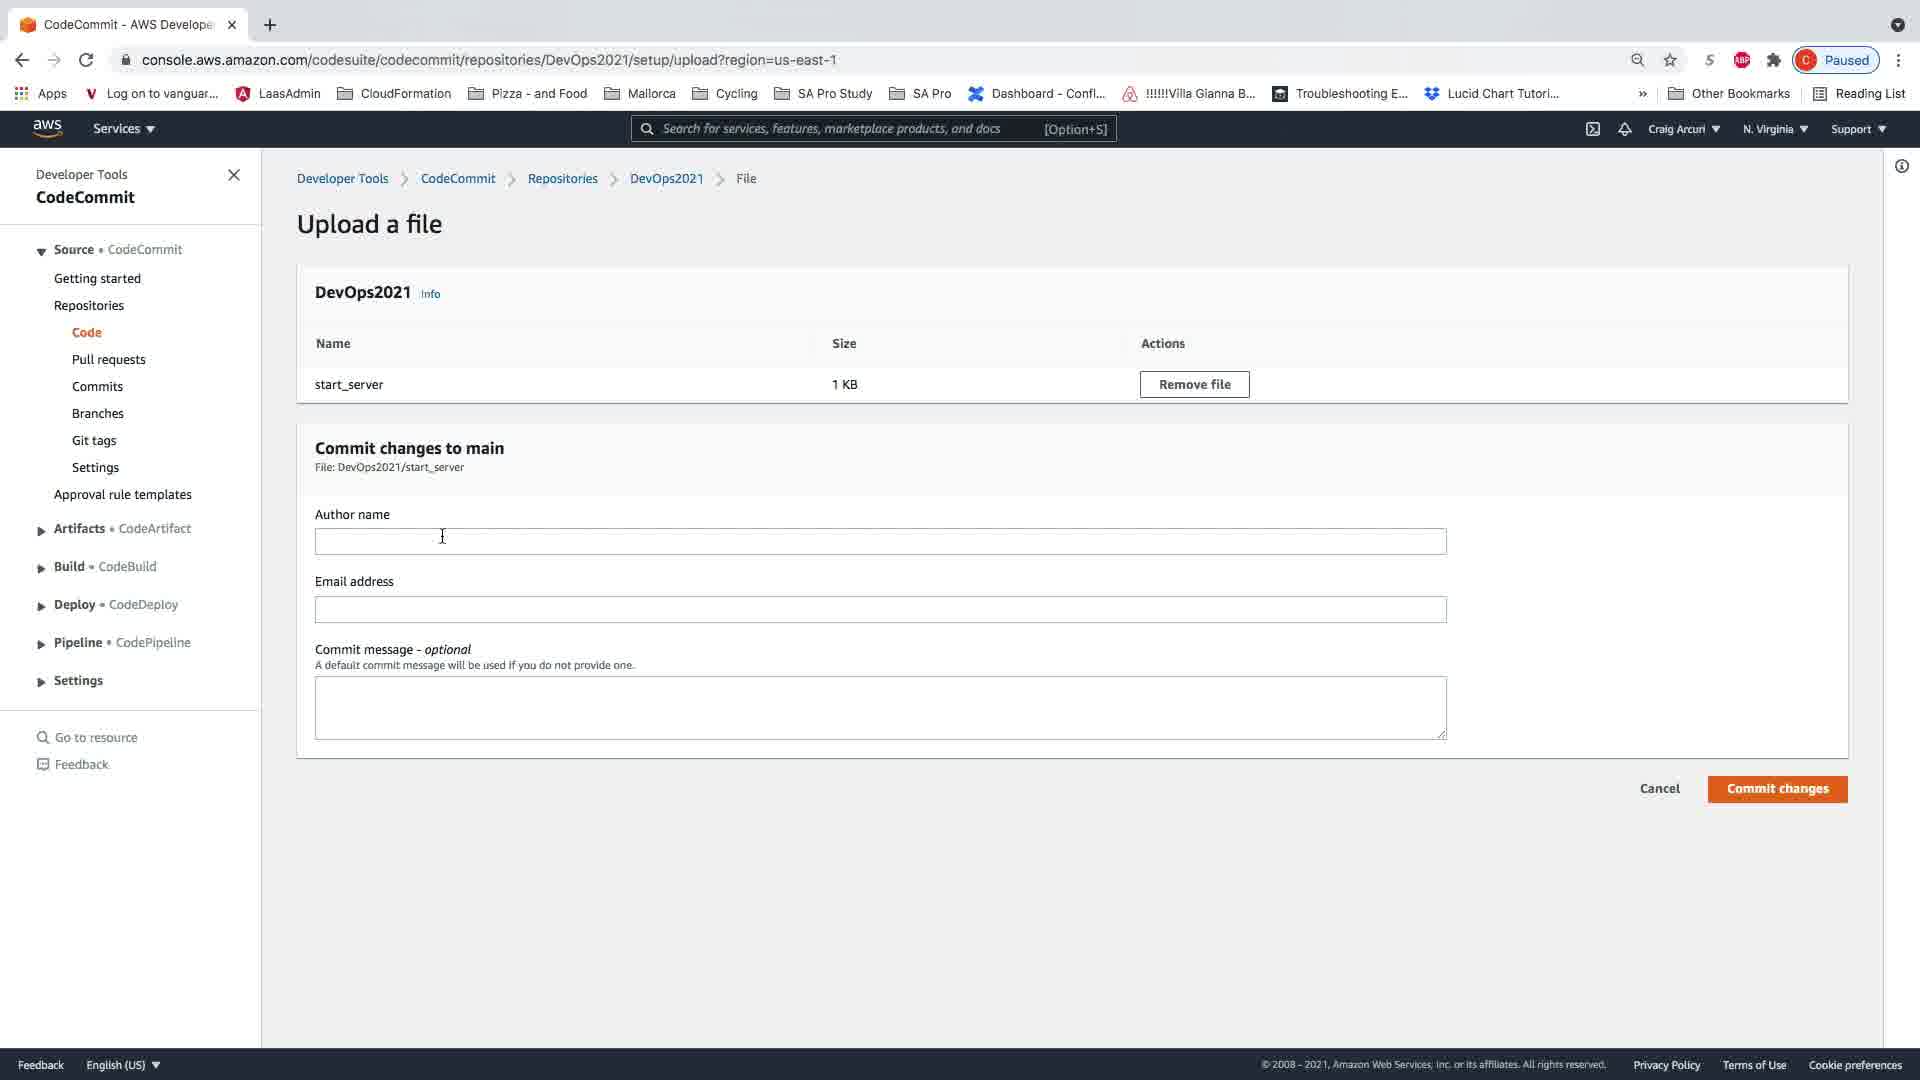 CodeCommit - AWS Develope
console.aws.amazon.com/codesuite/codecommit/repositories/DevOps2021/setup/upload?region=us-east-1
ABP
C Paused
Apps
Log on to vanguar...
LaasAdmin
CloudFormation
Pizza - and Food
Mallorca
Cycling
SA Pro Study
SA Pro
Dashboard - Confl...
!!!!!!Villa Gianna B...
Troubleshooting E...
Lucid Chart Tutori...
»
Other Bookmarks
Reading List
aws
Services
Search for services, features, marketplace products, and docs
[Option+S]
Craig Arcuri
N. Virginia
Support
Developer Tools
CodeCommit
Source • CodeCommit
Getting started
Repositories
Code
Pull requests
Commits
Branches
Git tags
Settings
Approval rule templates
Artifacts • CodeArtifact
Build • CodeBuild
Deploy • CodeDeploy
Pipeline • CodePipeline
Settings
Go to resource
Feedback
Developer Tools
CodeCommit
Repositories
DevOps2021
File
Upload a file
DevOps2021 Info
Name
Size
Actions
start_server
1 KB
Remove file
Commit changes to main
File: DevOps2021/start_server
Author name
Email address
Commit message - optional
A default commit message will be used if you do not provide one.
Cancel
Commit changes
Feedback
English (US)
© 2008 - 2021, Amazon Web Services, Inc. or its affiliates. All rights reserved.
Privacy Policy
Terms of Use
Cookie preferences